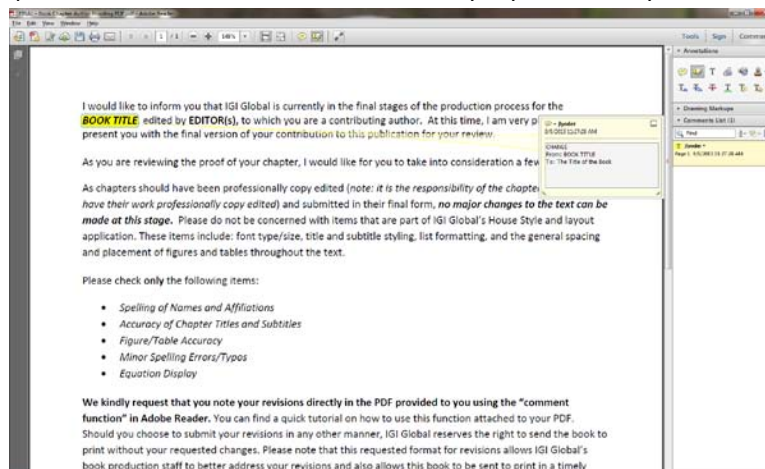 File Edit View Window Help
1 / 1
Tools Sign Comment
Annotations
I would like to inform you that IGI Global is currently in the final stages of the production process for the
BOOK TITLE edited by EDITOR(s), to which you are a contributing author. At this time, I am very p
present you with the final version of your contribution to this publication for your review.
CHANGE
From: BOOK TITLE
To: The Title of the Book
Drawing Markups
Comments List (1)
Find
As you are reviewing the proof of your chapter, I would like for you to take into consideration a few
As chapters should have been professionally copy edited (note: it is the responsibility of the chapte
have their work professionally copy edited) and submitted in their final form, no major changes to the text can be
made at this stage. Please do not be concerned with items that are part of IGI Global's House Style and layout
application. These items include: font type/size, title and subtitle styling, list formatting, and the general spacing
and placement of figures and tables throughout the text.
Please check only the following items:
• Spelling of Names and Affiliations
• Accuracy of Chapter Titles and Subtitles
• Figure/Table Accuracy
• Minor Spelling Errors/Typos
• Equation Display
We kindly request that you note your revisions directly in the PDF provided to you using the "comment
function" in Adobe Reader. You can find a quick tutorial on how to use this function attached to your PDF.
Should you choose to submit your revisions in any other manner, IGI Global reserves the right to send the book to
print without your requested changes. Please note that this requested format for revisions allows IGI Global's
book production staff to better address your revisions and also allows this book to be sent to print in a timely